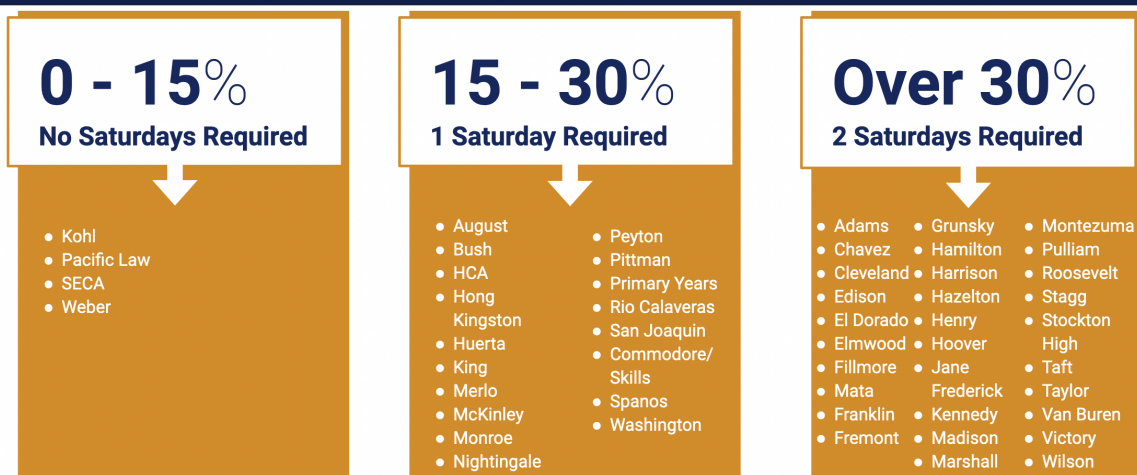 0 - 15%
No Saturdays Required
• Kohl
• Pacific Law
• SECA
• Weber
15 - 30%
1 Saturday Required
• August
• Bush
• HCA
• Hong
Kingston
• Huerta
• King
• Merlo
• McKinley
• Monroe
• Nightingale
• Peyton
• Pittman
• Primary Years
• Rio Calaveras
• San Joaquin
• Commodore/
Skills
• Spanos
• Washington
Over 30%
2 Saturdays Required
• Adams
• Chavez
• Cleveland
• Edison
• El Dorado
• Elmwood
• Fillmore
• Mata
• Franklin
• Fremont
• Grunsky
• Hamilton
• Harrison
• Hazelton
• Henry
• Hoover
• Jane
Frederick
• Kennedy
• Madison
• Marshall
• Montezuma
• Pulliam
• Roosevelt
• Stagg
• Stockton
High
• Taft
• Taylor
• Van Buren
• Victory
• Wilson